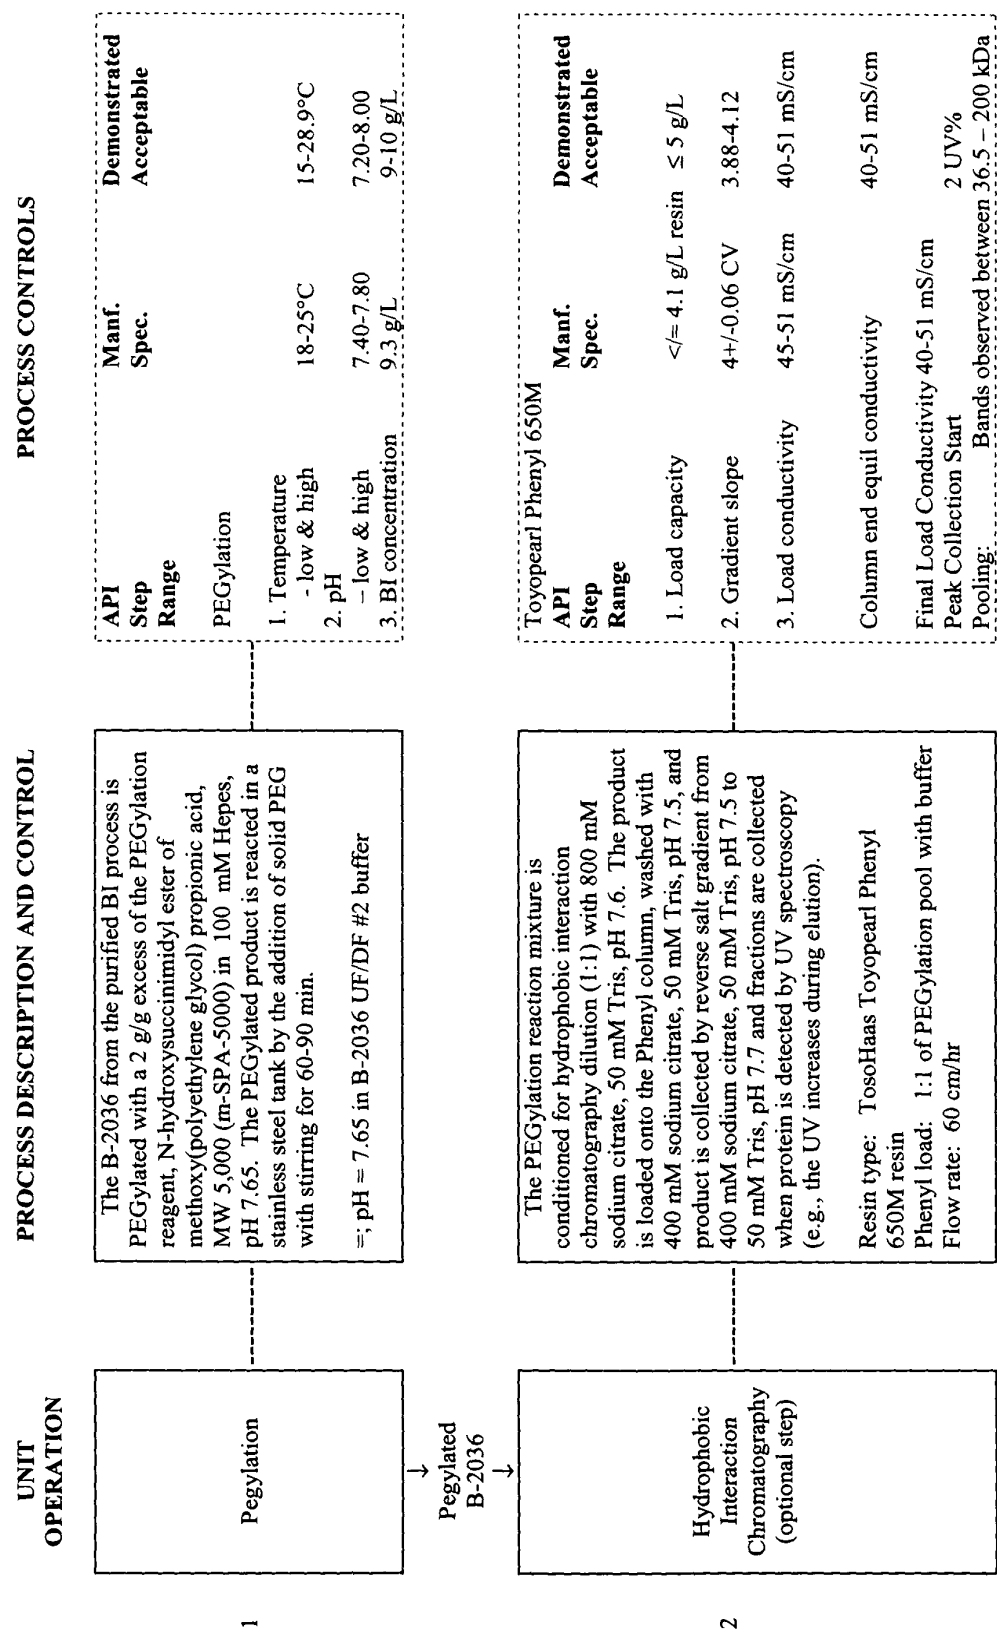 UNIT
OPERATION
PROCESS DESCRIPTION AND CONTROL
PROCESS CONTROLS
1
Pegylation
The B-2036 from the purified BI process is
PEGylated with a 2 g/g excess of the PEGylation
reagent, N-hydroxysuccinimidyl ester of
methoxy(polyethylene glycol) propionic acid,
MW 5,000 (m-SPA-5000) in 100 mM Hepes,
pH 7.65. The PEGylated product is reacted in a
stainless steel tank by the addition of solid PEG
with stirring for 60-90 min.
=; pH = 7.65 in B-2036 UF/DF #2 buffer
API Manf. Demonstrated
Step Spec. Acceptable
Range
PEGylation
1. Temperature
- low & high 18-25°C 15-28.9°C
2. pH
– low & high 7.40-7.80 7.20-8.00
3. BI concentration 9.3 g/L 9-10 g/L
↓
Pegylated
B-2036
↓
2
Hydrophobic
Interaction
Chromatography
(optional step)
The PEGylation reaction mixture is
conditioned for hydrophobic interaction
chromatography dilution (1:1) with 800 mM
sodium citrate, 50 mM Tris, pH 7.6. The product
is loaded onto the Phenyl column, washed with
400 mM sodium citrate, 50 mM Tris, pH 7.5, and
product is collected by reverse salt gradient from
400 mM sodium citrate, 50 mM Tris, pH 7.5 to
50 mM Tris, pH 7.7 and fractions are collected
when protein is detected by UV spectroscopy
(e.g., the UV increases during elution).
Resin type: TosoHaas Toyopearl Phenyl
650M resin
Phenyl load: 1:1 of PEGylation pool with buffer
Flow rate: 60 cm/hr
Toyopearl Phenyl 650M
API Manf. Demonstrated
Step Spec. Acceptable
Range
1. Load capacity </= 4.1 g/L resin ≤ 5 g/L
2. Gradient slope 4+/-0.06 CV 3.88-4.12
3. Load conductivity 45-51 mS/cm 40-51 mS/cm
Column end equil conductivity 40-51 mS/cm
Final Load Conductivity 40-51 mS/cm
Peak Collection Start 2 UV%
Pooling: Bands observed between 36.5 – 200 kDa